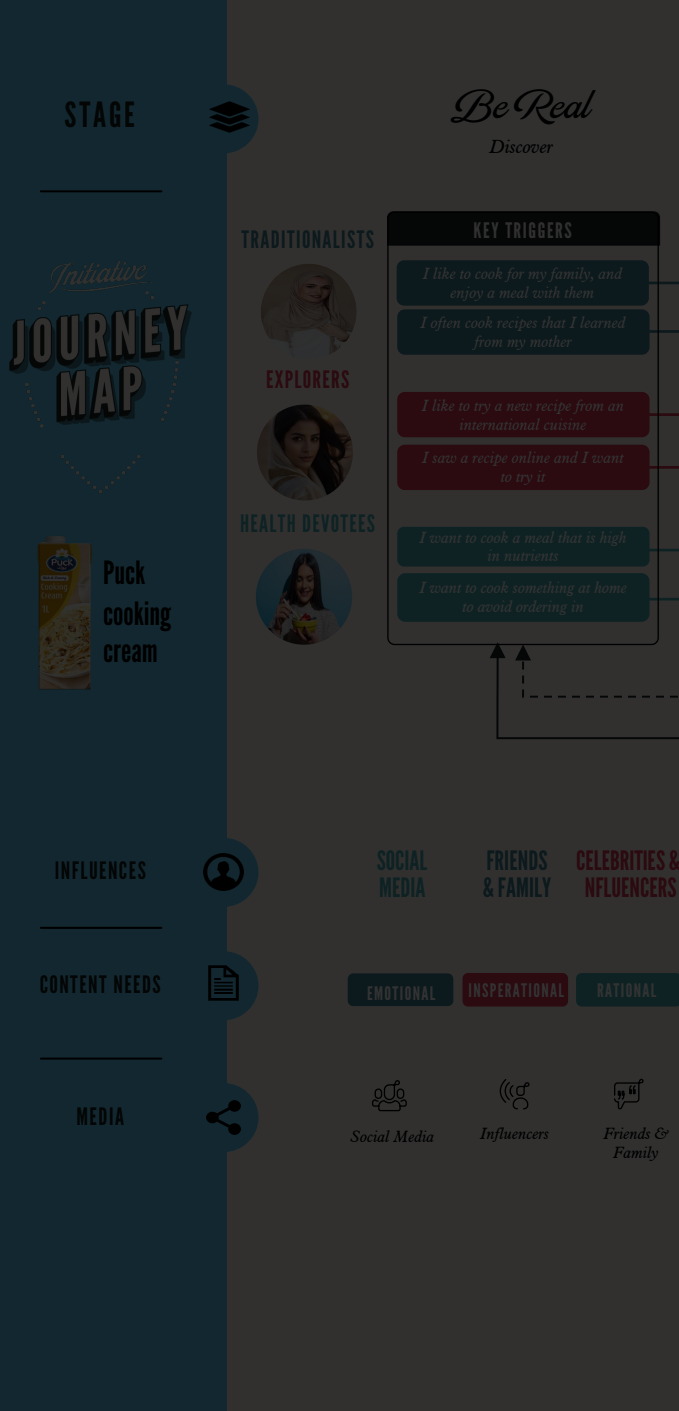 STAGE
Be Real
Discover
Initiative
JOURNEY
MAP
TRADITIONALISTS
EXPLORERS
HEALTH DEVOTEES
KEY TRIGGERS
I like to cook for my family, and
enjoy a meal with them
I often cook recipes that I learned
from my mother
I like to try a new recipe from an
international cuisine
I saw a recipe online and I want
to try it
I want to cook a meal that is high
in nutrients
I want to cook something at home
to avoid ordering in
Puck
Cooking
Cream
1L
Puck
cooking
cream
INFLUENCES
SOCIAL
MEDIA
FRIENDS
& FAMILY
CELEBRITIES &
NFLUENCERS
CONTENT NEEDS
EMOTIONAL
INSPERATIONAL
RATIONAL
MEDIA
Social Media
Influencers
Friends &
Family